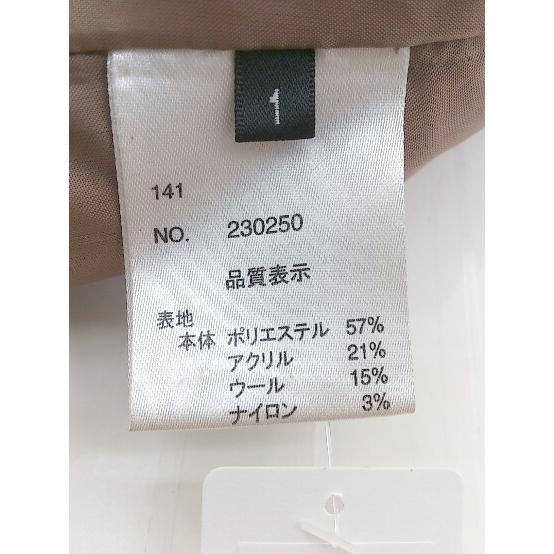 1
141
NO. 230250
品質表示
表地
本体 ポリエステル 57%
アクリル 21%
ウール 15%
ナイロン 3%